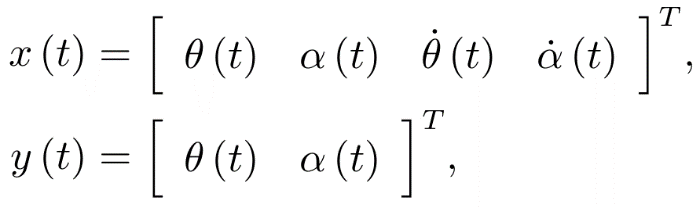 x (t) = [ θ (t) α (t) θ̇ (t) α̇ (t) ]^T,
y (t) = [ θ (t) α (t) ]^T,